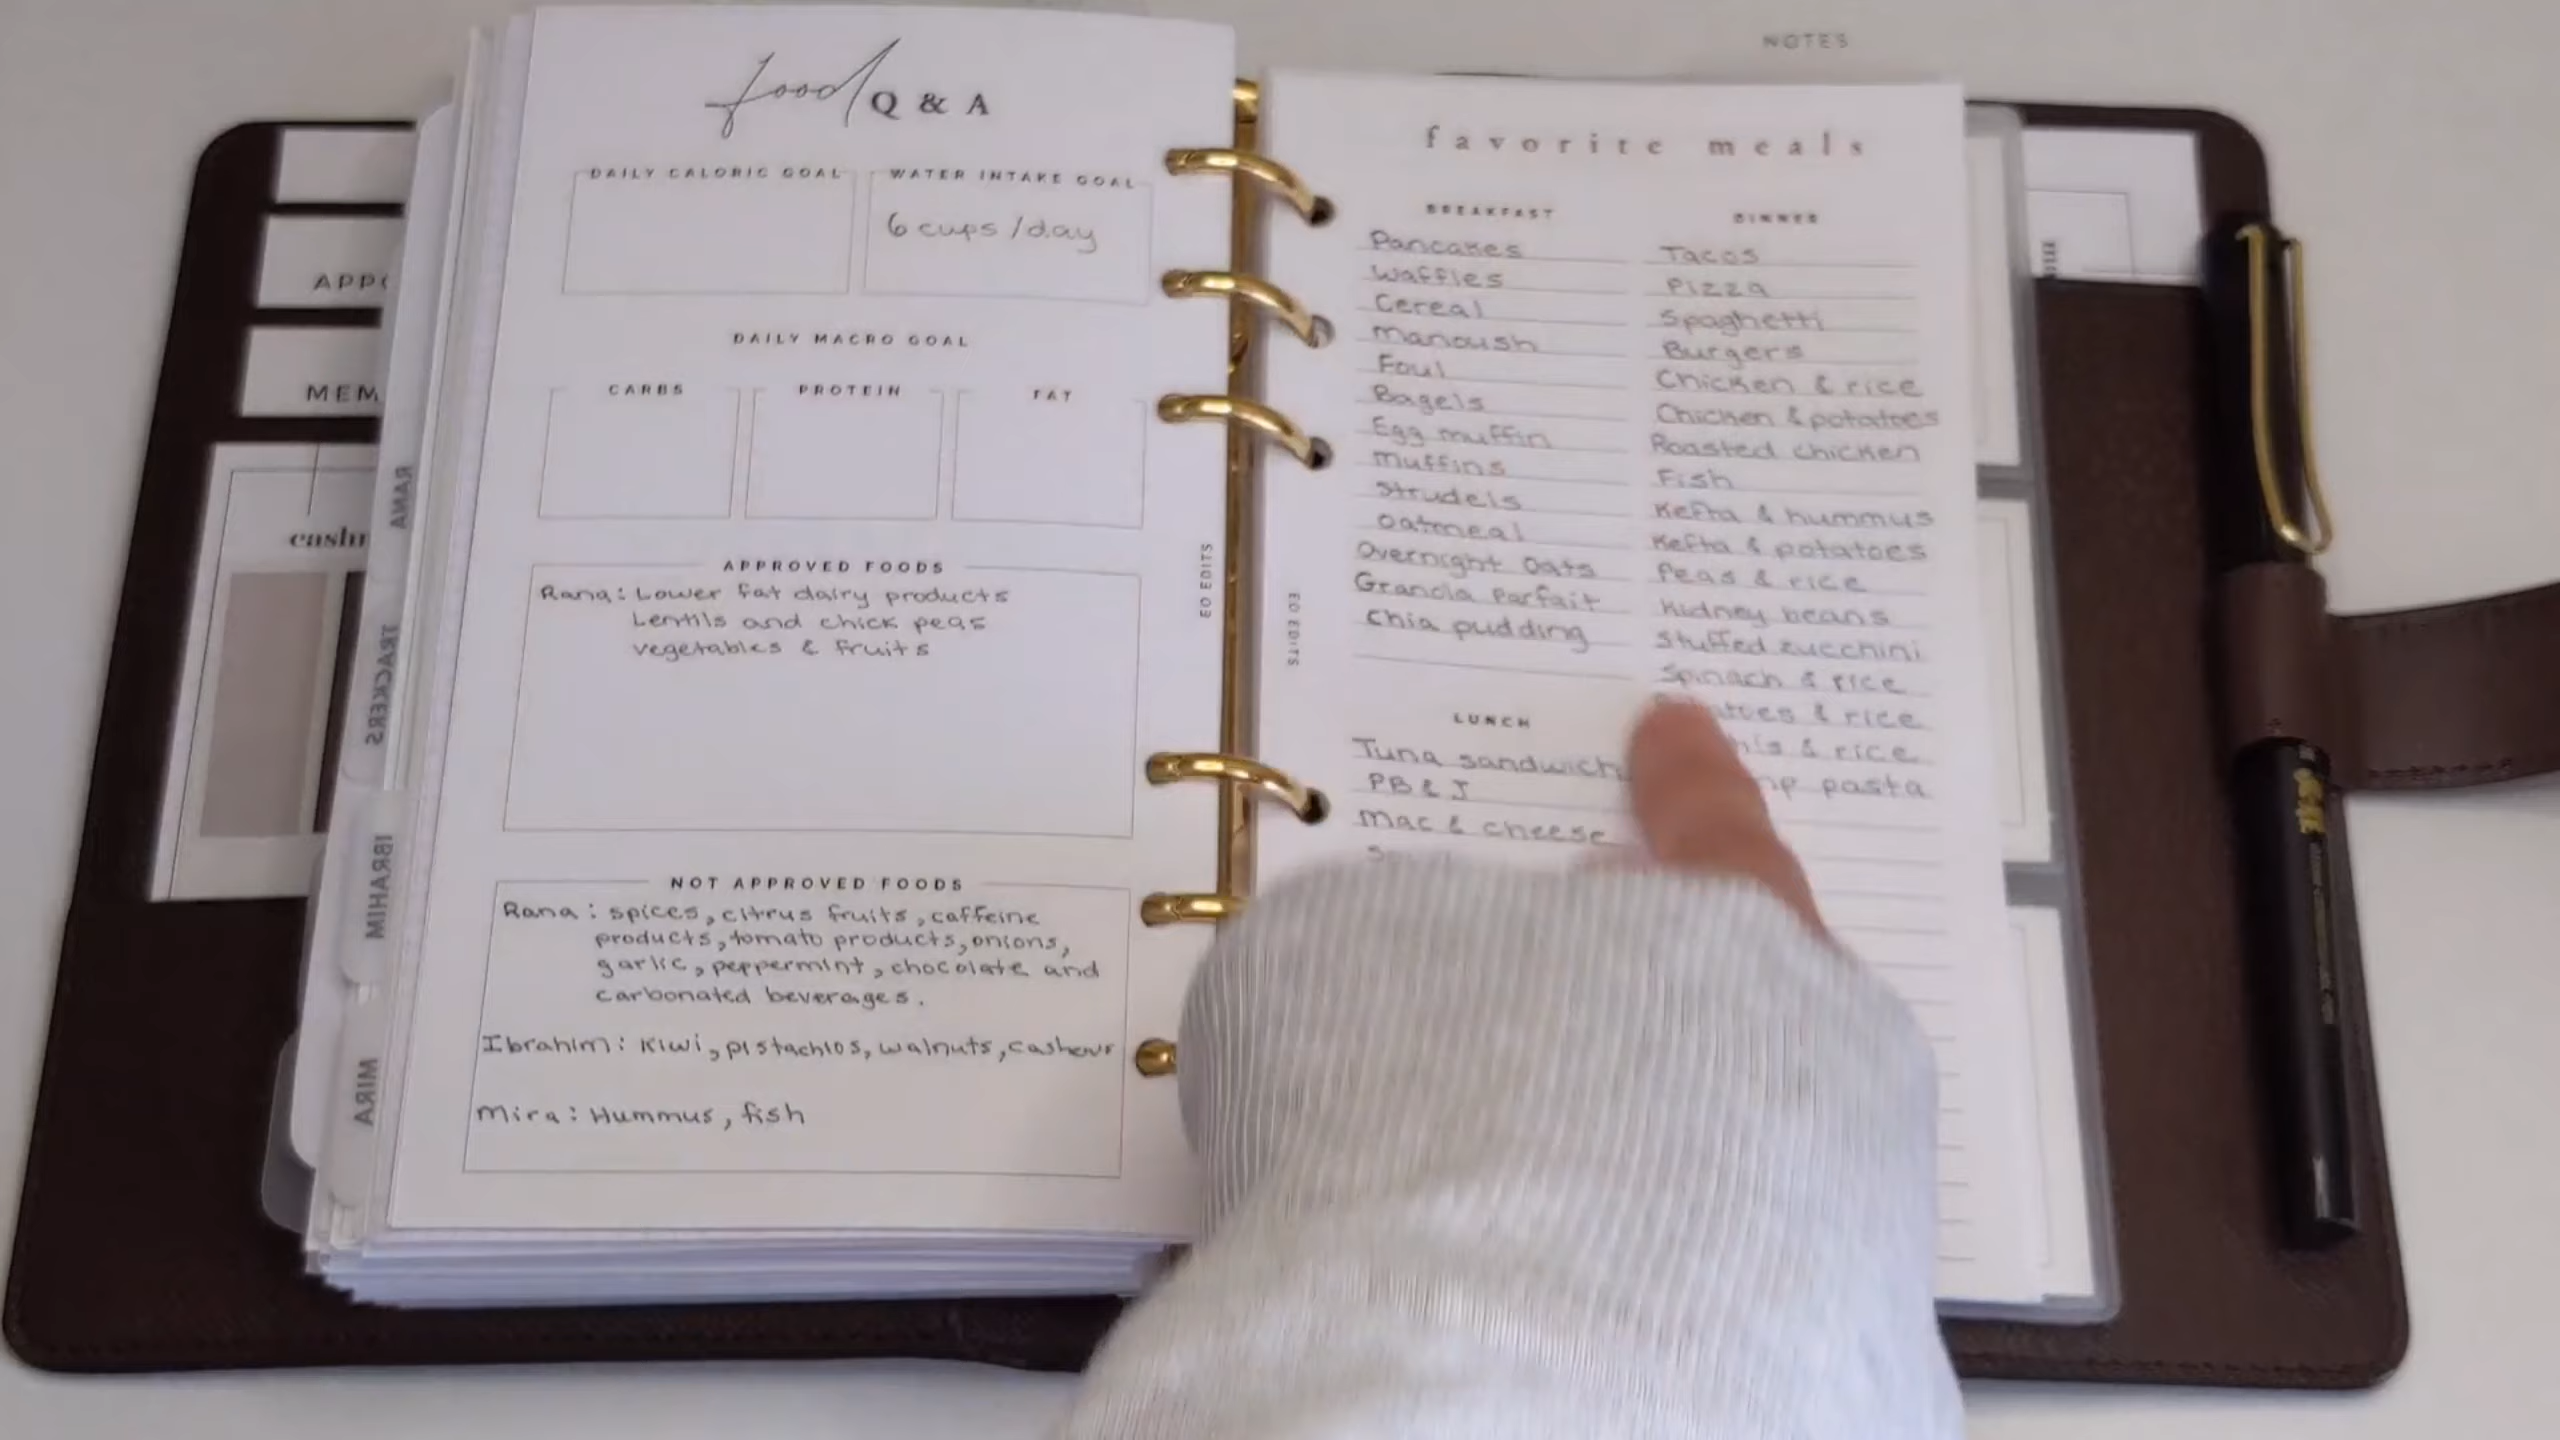 NOTES
food Q & A
DAILY CALORIC GOAL
WATER INTAKE GOAL
6 cups /day
DAILY MACRO GOAL
CARBS
PROTEIN
FAT
APPROVED FOODS
Rana: Lower fat dairy products
Lentils and chick peas
vegetables & fruits
NOT APPROVED FOODS
Rana: spices, citrus fruits, caffeine
products, tomato products, onions,
garlic, peppermint, chocolate and
carbonated beverages.
Ibrahim: Kiwi, pistachios, walnuts, cashews
Mira: Hummus, fish
EO EDITS
APPO
MEM
cashm
RANA
TRACKERS
IBRAHIM
MIRA
favorite meals
BREAKFAST
Pancakes
Waffles
Cereal
Manoush
Foul
Bagels
Egg muffin
Muffins
Strudels
Oatmeal
Overnight Oats
Granola Parfait
Chia pudding
LUNCH
Tuna sandwich
PB & J
Mac & cheese
DINNER
Tacos
Pizza
Spaghetti
Burgers
Chicken & rice
Chicken & potatoes
Roasted chicken
Fish
Kefta & hummus
Kefta & potatoes
Peas & rice
Kidney beans
Stuffed zucchini
Spinach & rice
& rice
& rice
pasta
EO EDITS